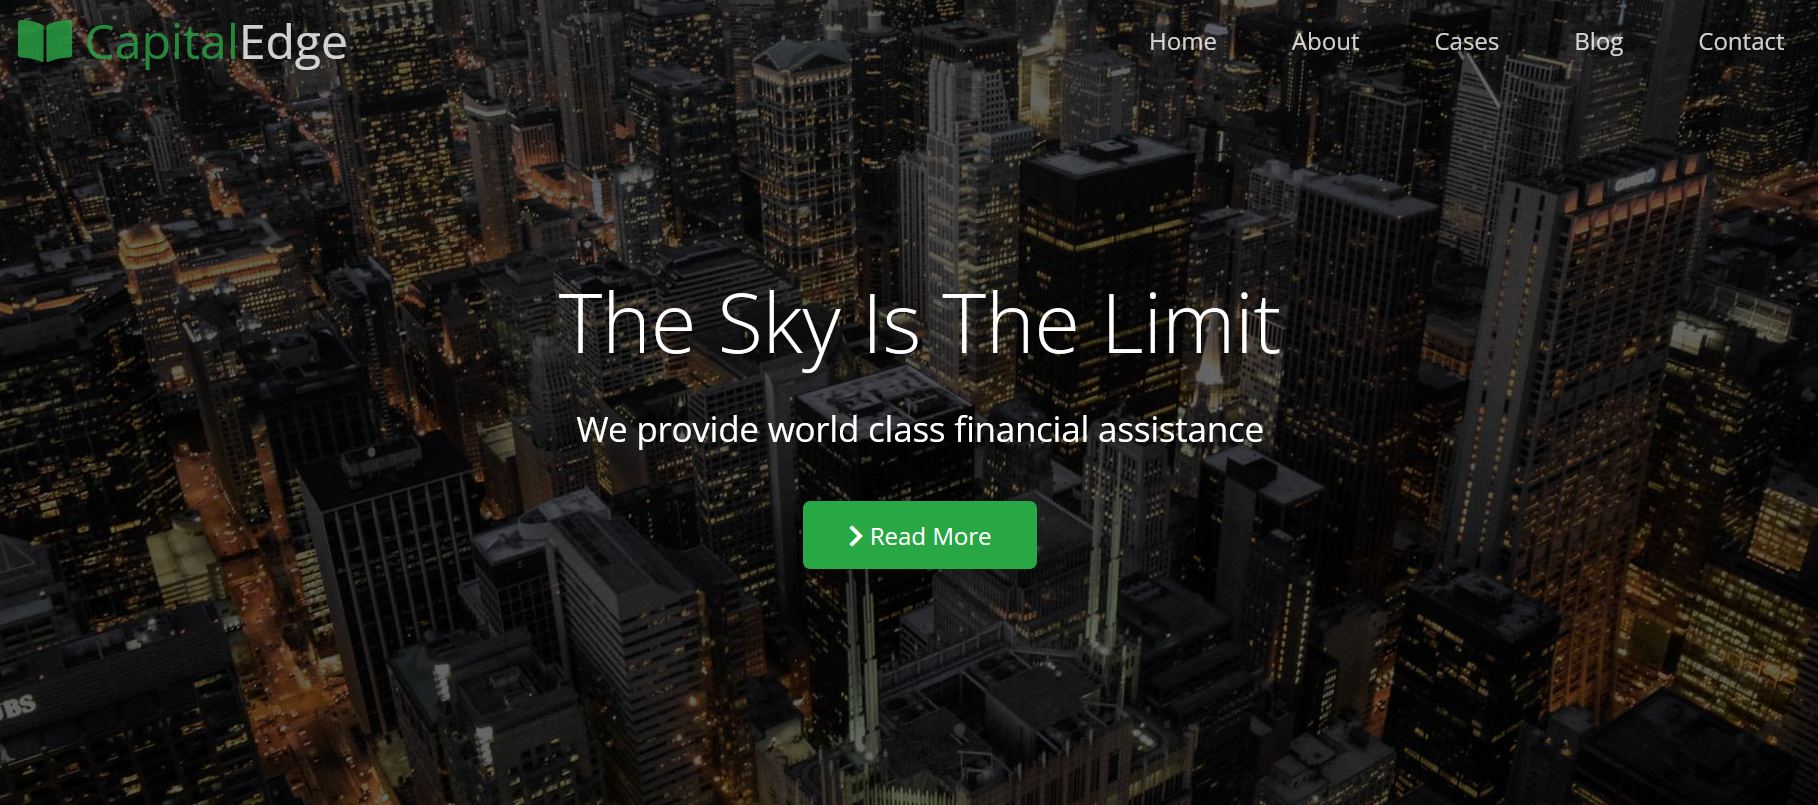 CapitalEdge
Home About Cases Blog Contact
The Sky Is The Limit
We provide world class financial assistance
Read More